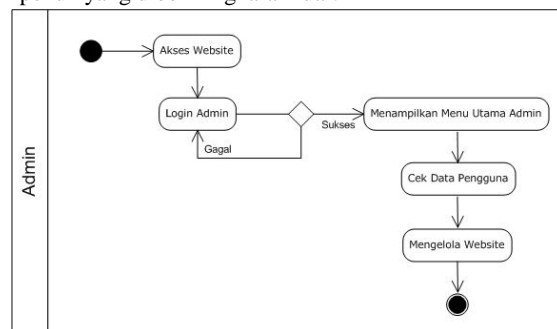 Akses Website
Login Admin
Sukses
Menampilkan Menu Utama Admin
Gagal
Cek Data Pengguna
Admin
Mengelola Website